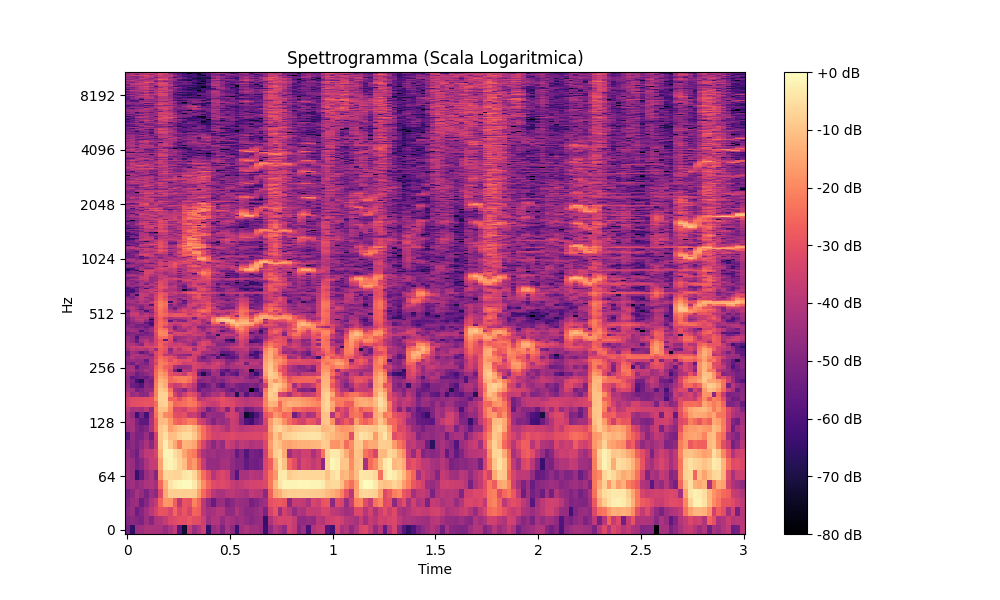 Spettrogramma (Scala Logaritmica)
8192
4096
2048
1024
512
256
128
64
0
Hz
0
0.5
1
1.5
2
2.5
3
Time
+0 dB
-10 dB
-20 dB
-30 dB
-40 dB
-50 dB
-60 dB
-70 dB
-80 dB